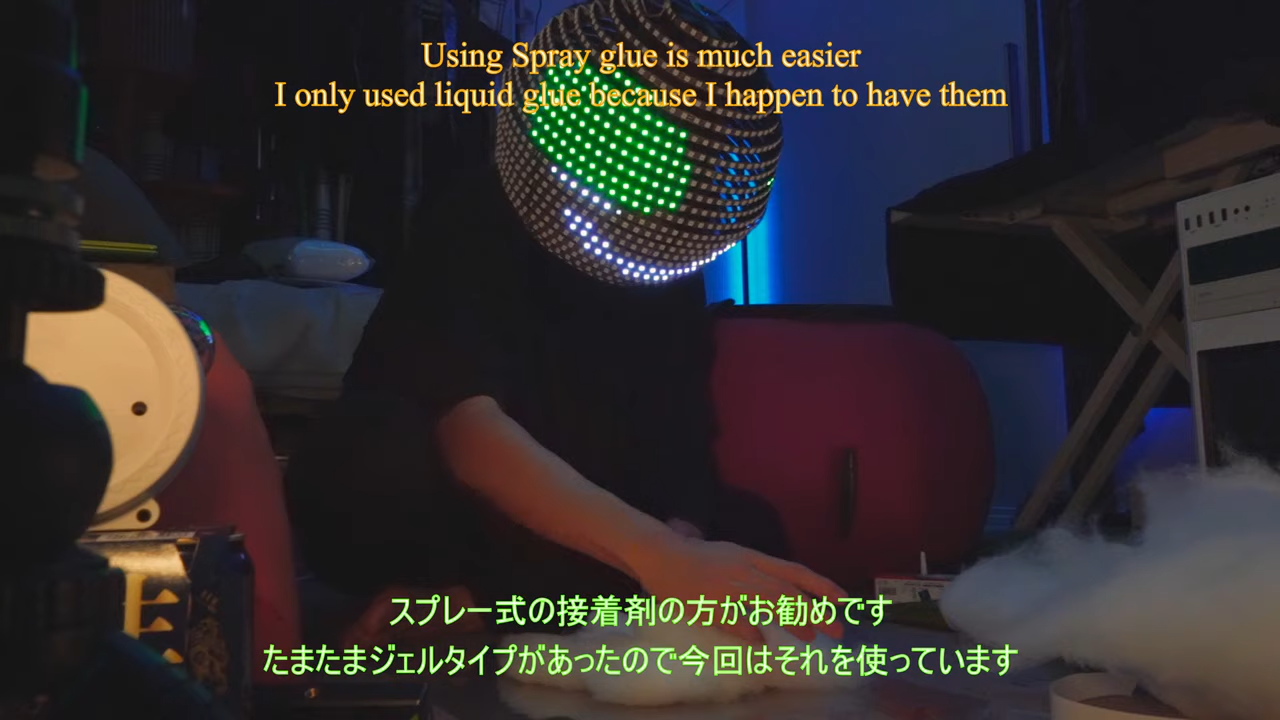 Using Spray glue is much easier
I only used liquid glue because I happen to have them
スプレー式の接着剤の方がお勧めです
たまたまジェルタイプがあったので今回はそれを使っています